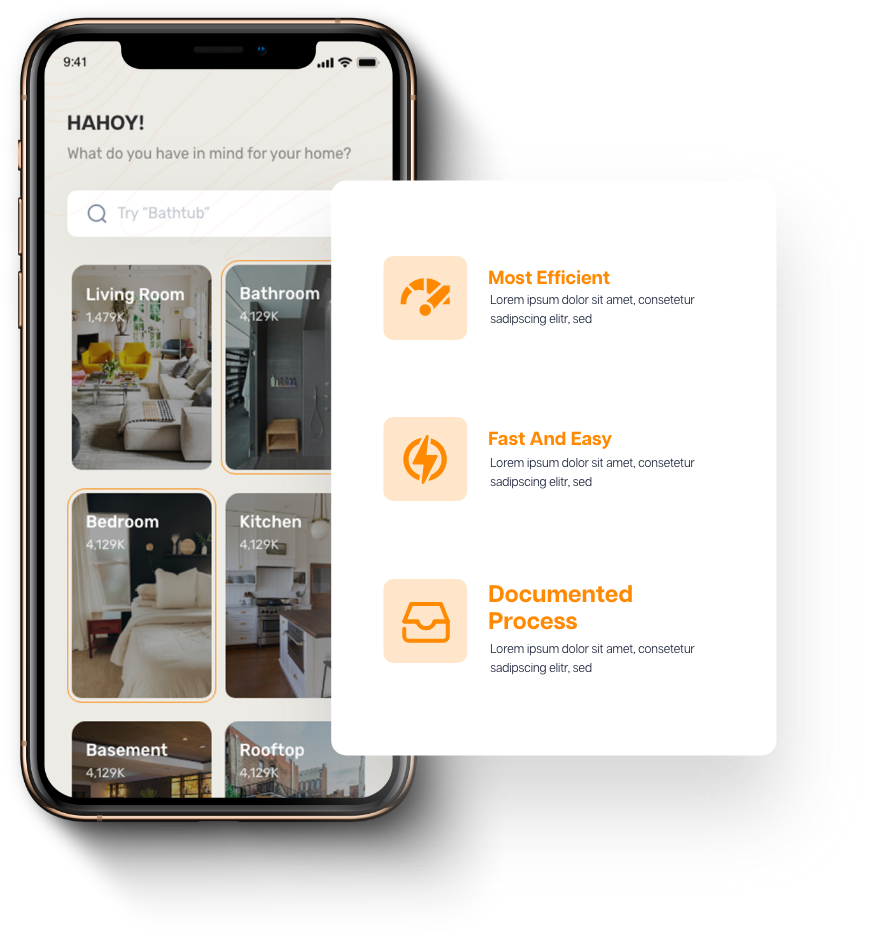 9:41
HAHOY!
What do you have in mind for your home?
Try "Bathtub"
Living Room
1,479K
Bathroom
4,129K
Bedroom
4,129K
Kitchen
4,129K
Basement
4,129K
Rooftop
4,129K
Most Efficient
Lorem ipsum dolor sit amet, consetetur
sadipscing elitr, sed
Fast And Easy
Lorem ipsum dolor sit amet, consetetur
sadipscing elitr, sed
Documented
Process
Lorem ipsum dolor sit amet, consetetur
sadipscing elitr, sed